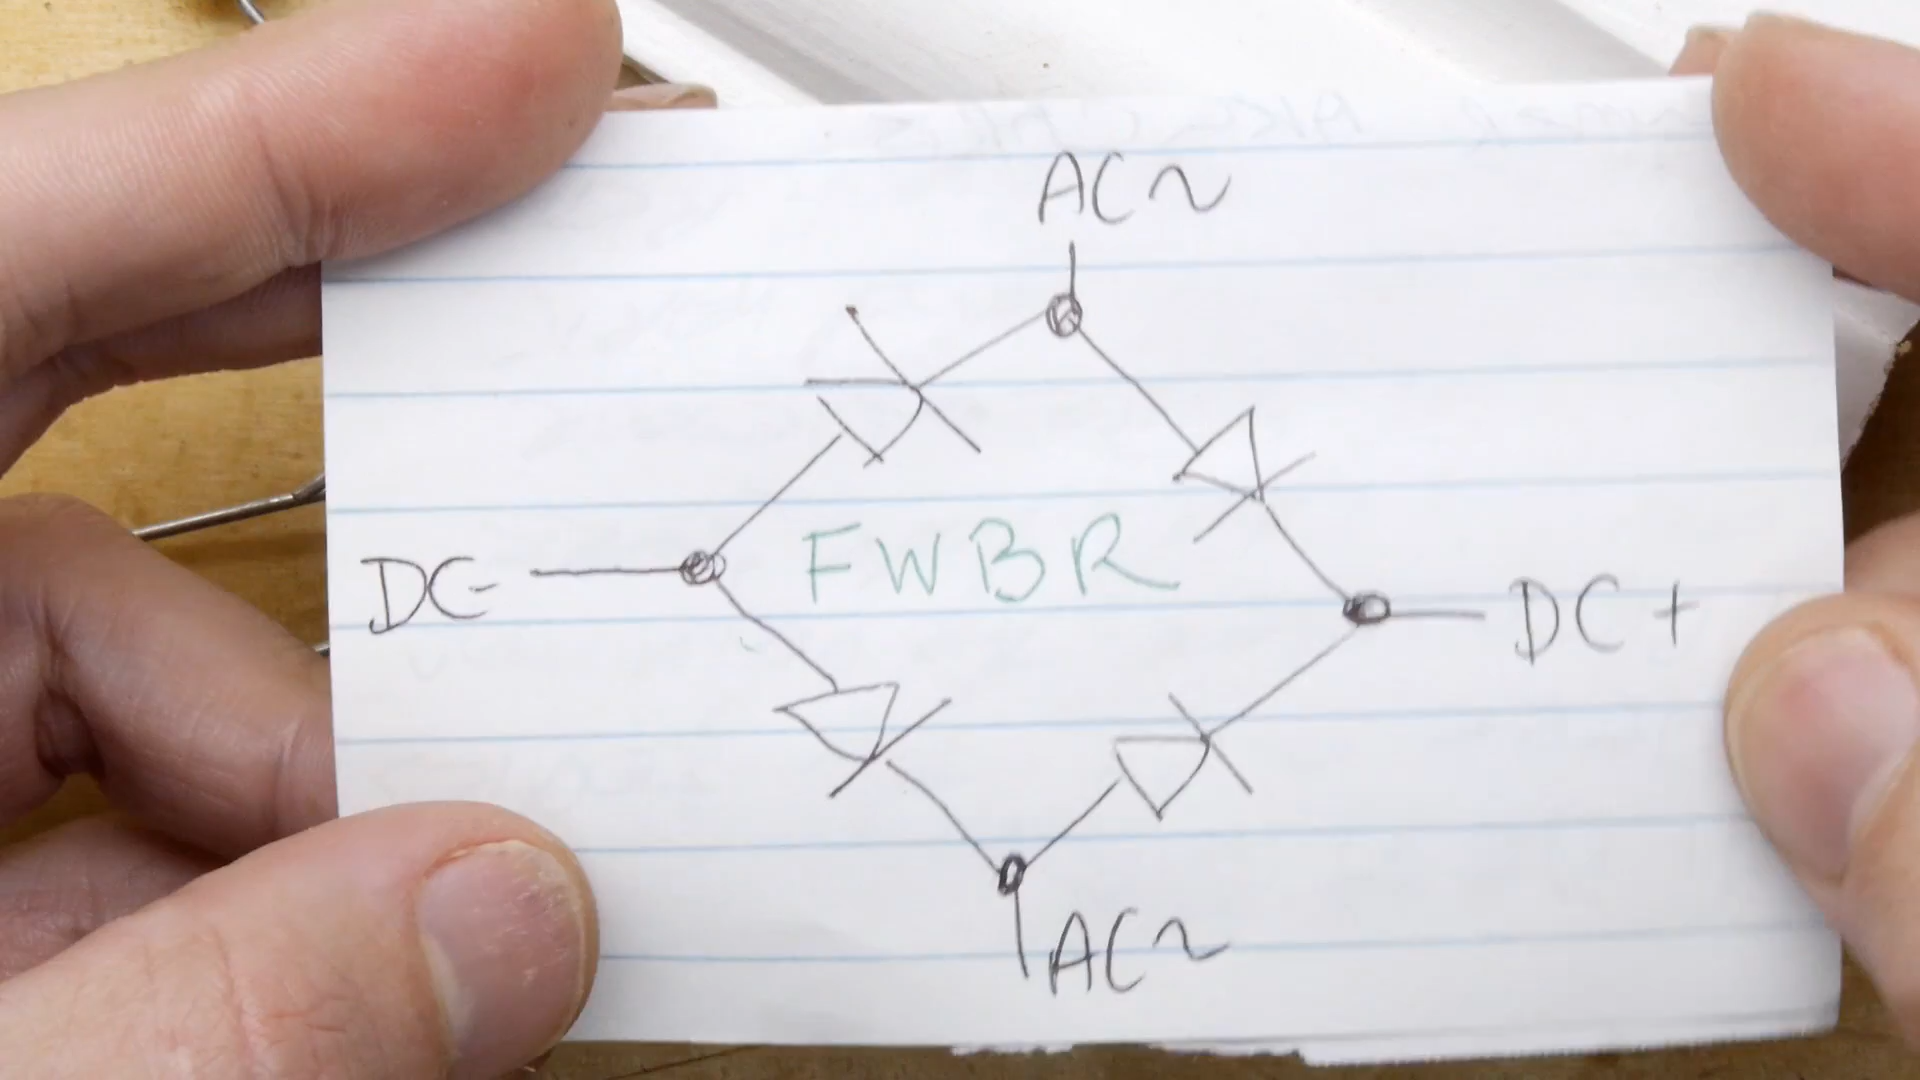 AC~
DC-
FWBR
DC+
AC~